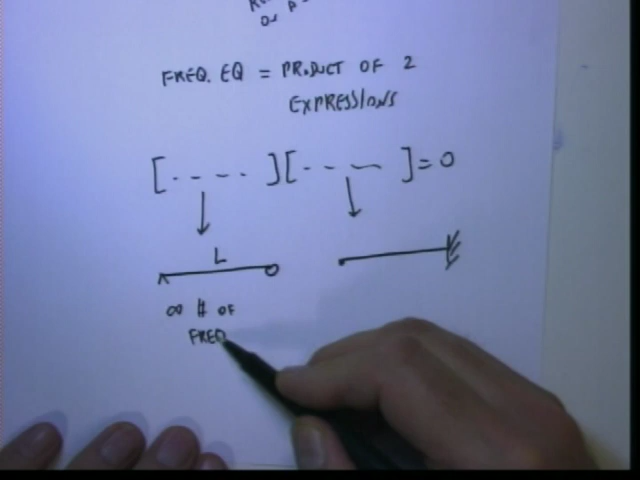 FREQ. EQ = PRODUCT OF 2
EXPRESSIONS
[ - - - - ][ - - - ] = 0
L
∞ # OF
FREQ